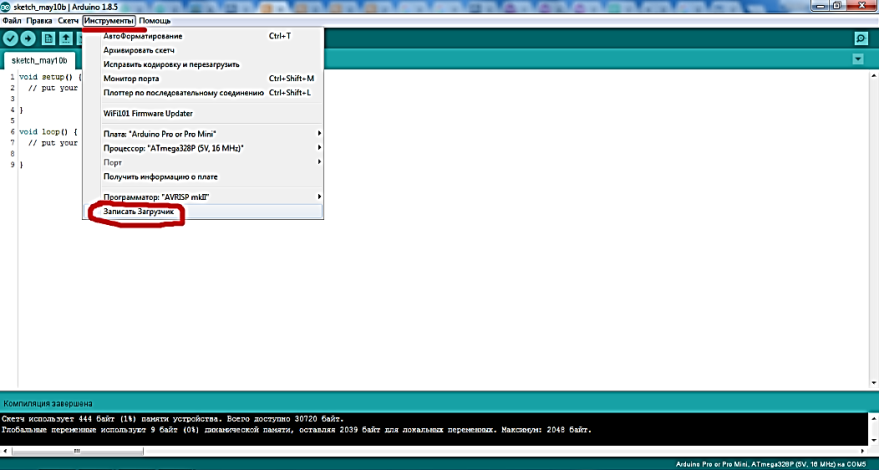 sketch_may10b | Arduino 1.8.5
Файл Правка Скетч Инструменты Помощь
АвтоФорматирование Ctrl+T
Архивировать скетч
Исправить кодировку и перезагрузить
Монитор порта Ctrl+Shift+M
Плоттер по последовательному соединению Ctrl+Shift+L
WiFi101 Firmware Updater
Плата: "Arduino Pro or Pro Mini"
Процессор: "ATmega328P (5V, 16 MHz)"
Порт
Получить информацию о плате
Программатор: "AVRISP mkII"
Записать Загрузчик
sketch_may10b
1 void setup() {
2 // put your
3
4 }
5
6 void loop() {
7 // put your
8
9 }
Компиляция завершена
Скетч использует 444 байт (1%) памяти устройства. Всего доступно 30720 байт.
Глобальные переменные используют 9 байт (0%) динамической памяти, оставляя 2039 байт для локальных переменных. Максимум: 2048 байт.
Arduino Pro or Pro Mini, ATmega328P (5V, 16 MHz) на COM5